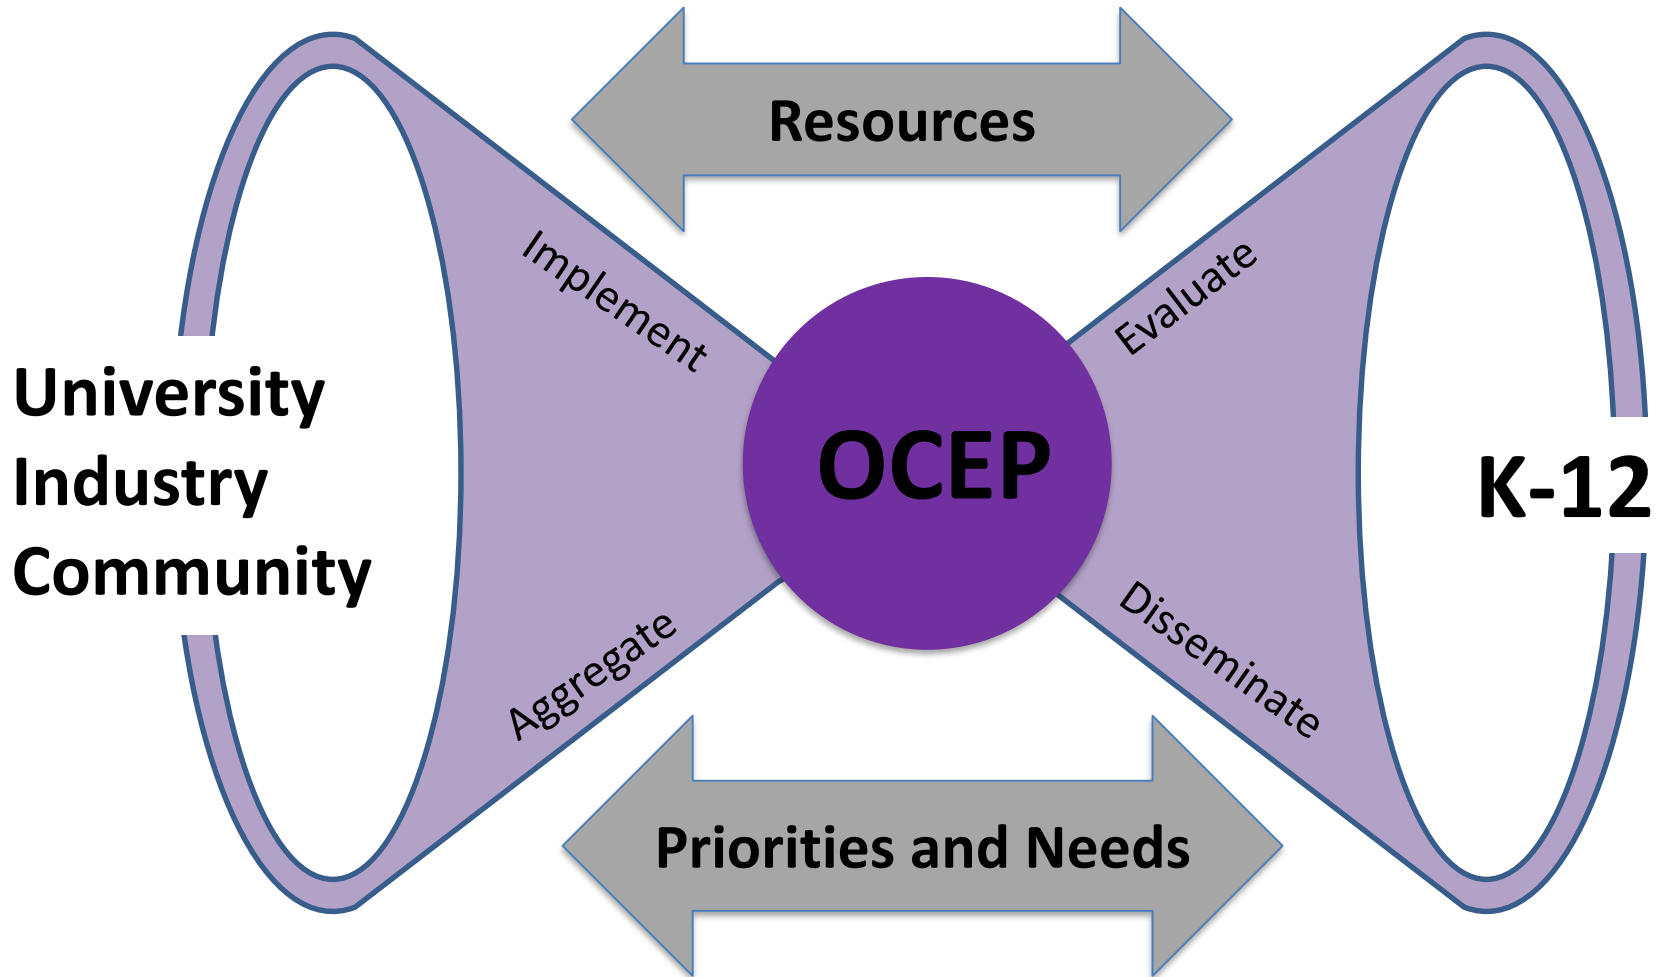 Resources
Implement
Evaluate
University
Industry
Community
OCEP
K-12
Aggregate
Disseminate
Priorities and Needs